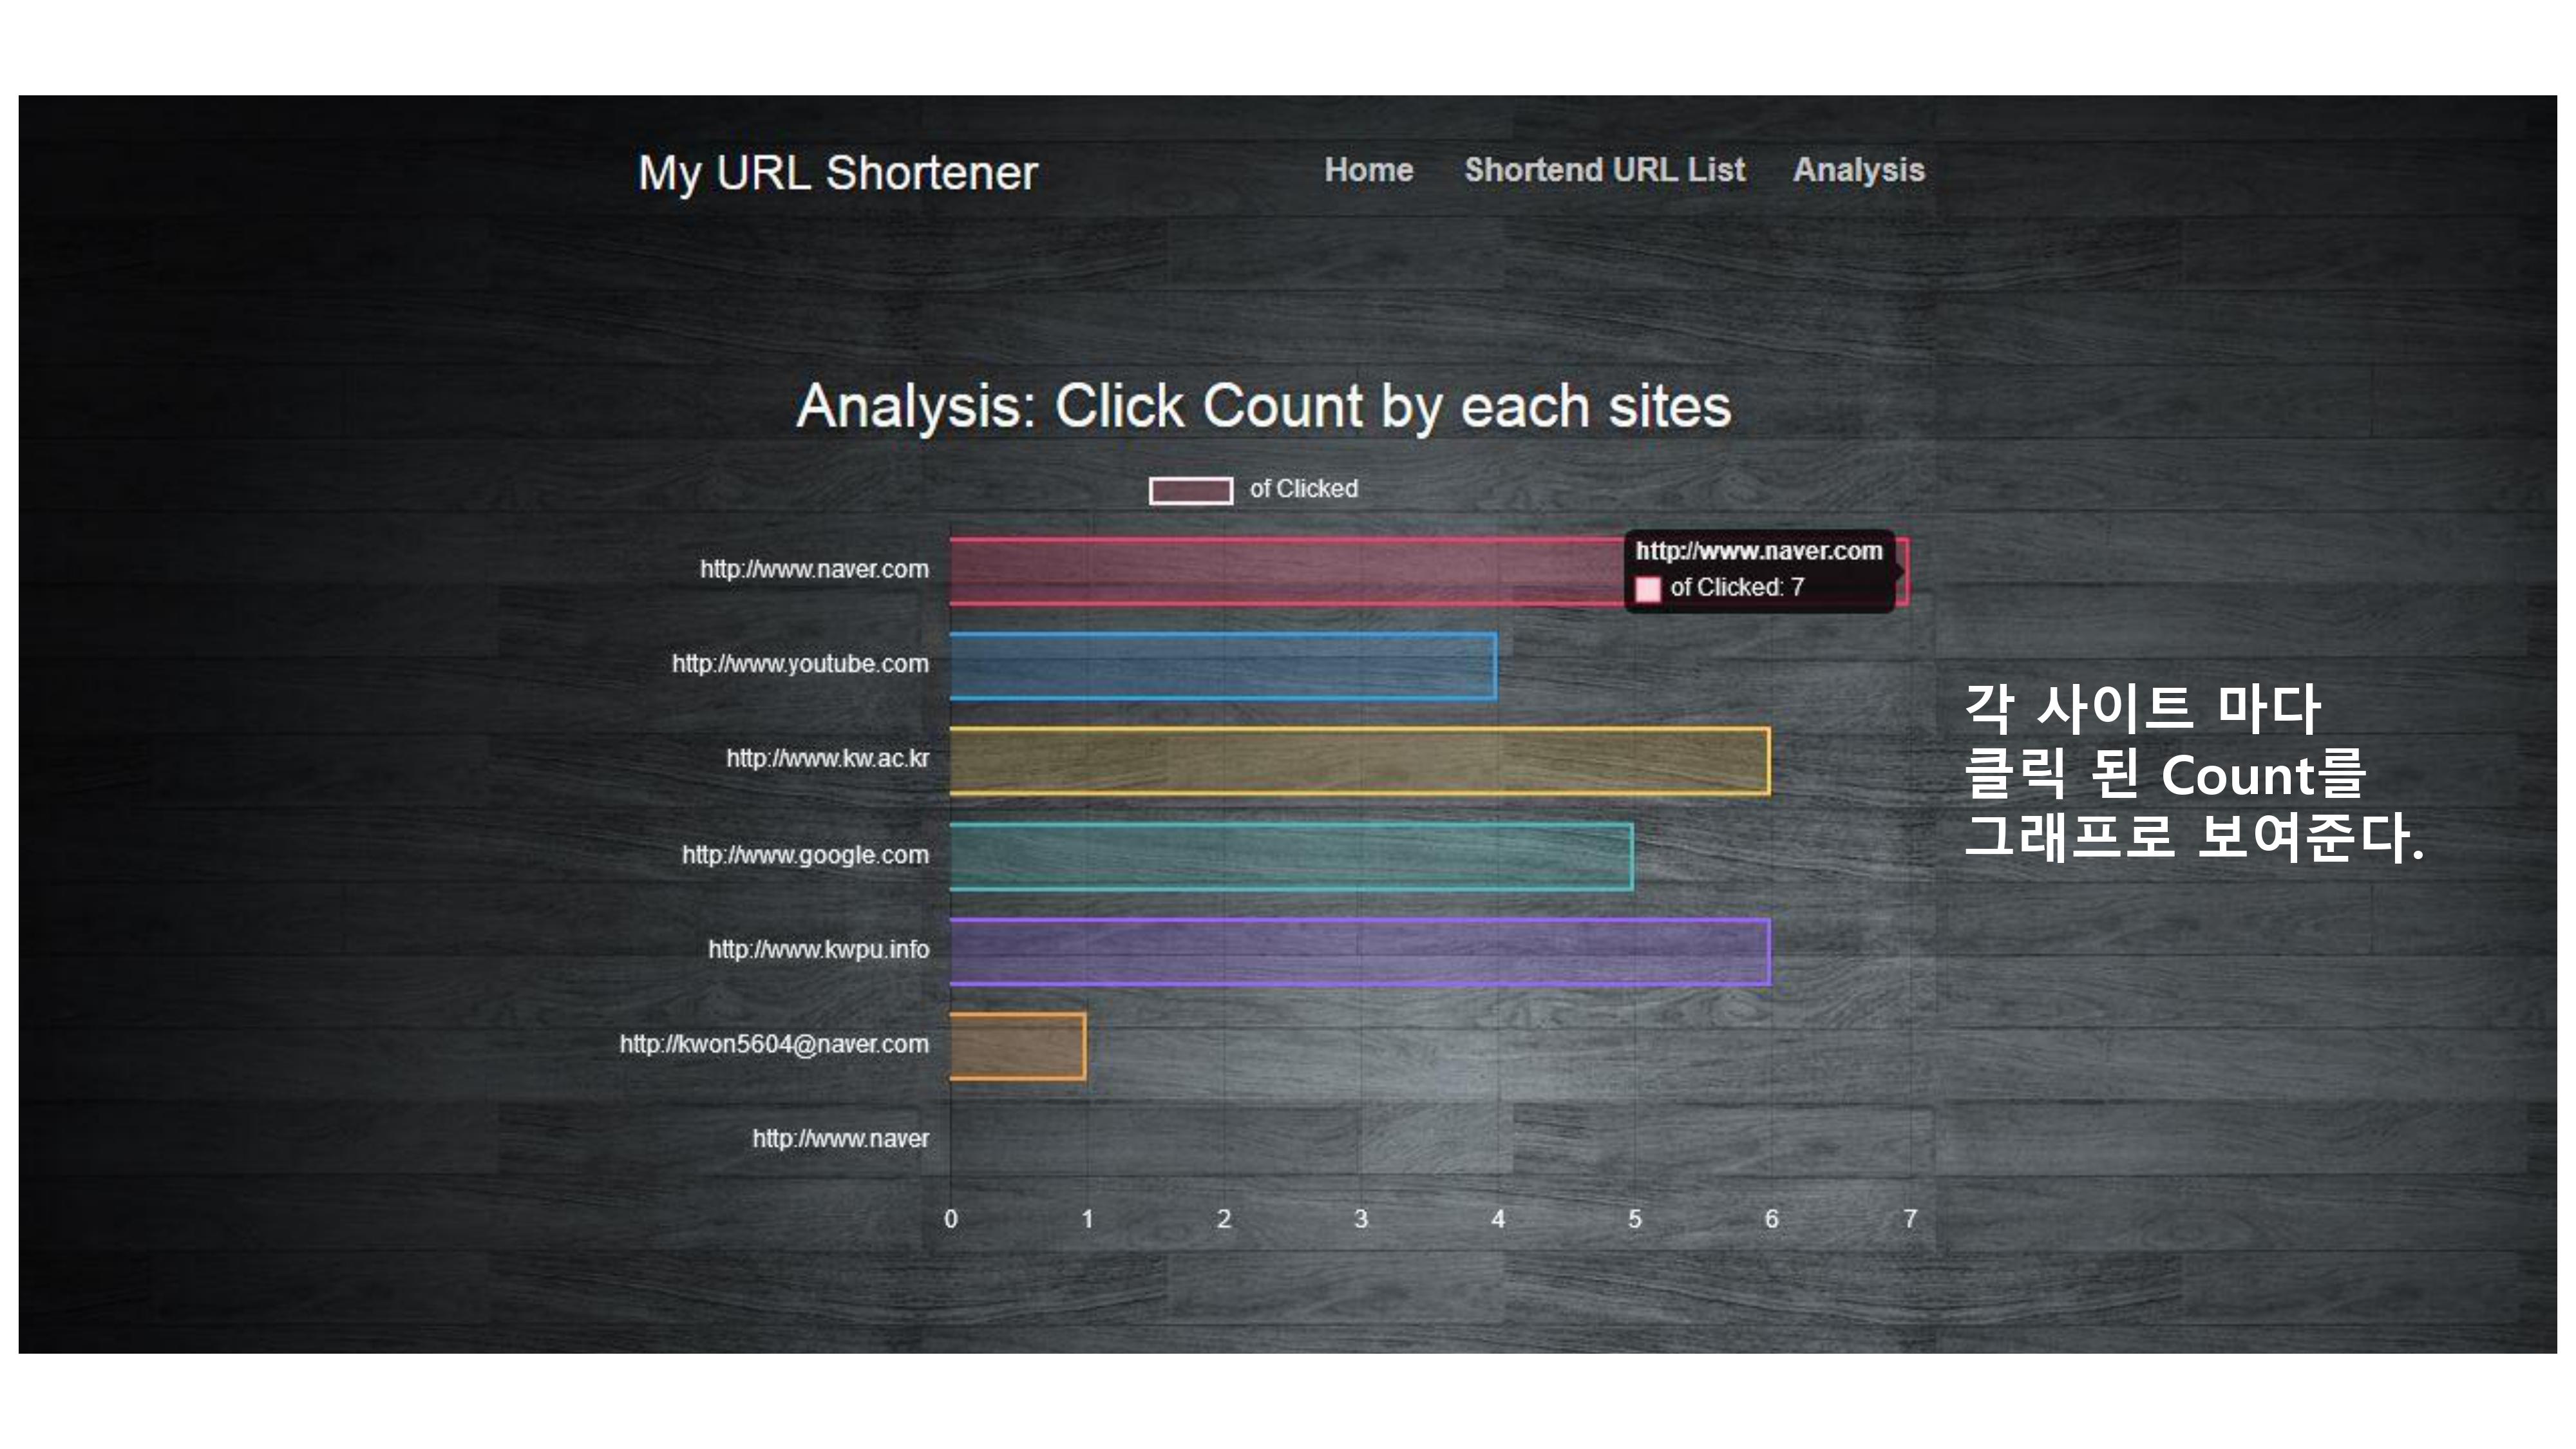 My URL Shortener
Home
Shortend URL List
Analysis
Analysis: Click Count by each sites
of Clicked
http://www.naver.com
http://www.naver.com
of Clicked: 7
http://www.youtube.com
http://www.kw.ac.kr
http://www.google.com
http://www.kwpu.info
http://kwon5604@naver.com
http://www.naver
0 1 2 3 4 5 6 7
각 사이트 마다
클릭 된 Count를
그래프로 보여준다.